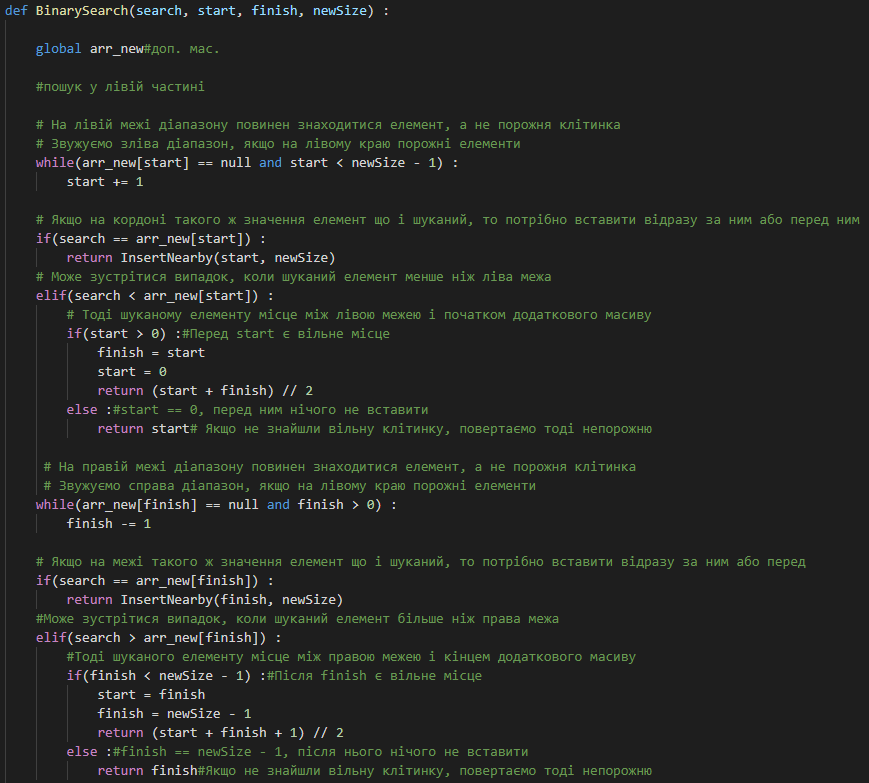 def BinarySearch(search, start, finish, newSize) :
    global arr_new#доп. мас.
    #пошук у лівій частині
    # На лівій межі діапазону повинен знаходитися елемент, а не порожня клітинка
    # Звужуємо зліва діапазон, якщо на лівому краю порожні елементи
    while(arr_new[start] == null and start < newSize - 1) :
        start += 1
    # Якщо на кордоні такого ж значення елемент що і шуканий, то потрібно вставити відразу за ним або перед ним
    if(search == arr_new[start]) :
        return InsertNearby(start, newSize)
    # Може зустрітися випадок, коли шуканий елемент менше ніж ліва межа
    elif(search < arr_new[start]) :
        # Тоді шуканому елементу місце між лівою межею і початком додаткового масиву
        if(start > 0) :#Перед start є вільне місце
            finish = start
            start = 0
            return (start + finish) // 2
        else :#start == 0, перед ним нічого не вставити
            return start# Якщо не знайшли вільну клітинку, повертаємо тоді непорожню
     # На правій межі діапазону повинен знаходитися елемент, а не порожня клітинка
     # Звужуємо справа діапазон, якщо на лівому краю порожні елементи
    while(arr_new[finish] == null and finish > 0) :
        finish -= 1
    # Якщо на межі такого ж значення елемент що і шуканий, то потрібно вставити відразу за ним або перед
    if(search == arr_new[finish]) :
        return InsertNearby(finish, newSize)
    #Може зустрітися випадок, коли шуканий елемент більше ніж права межа
    elif(search > arr_new[finish]) :
        #Тоді шуканого елементу місце між правою межею і кінцем додаткового масиву
        if(finish < newSize - 1) :#Після finish є вільне місце
            start = finish
            finish = newSize - 1
            return (start + finish + 1) // 2
        else :#finish == newSize - 1, після нього нічого не вставити
            return finish#Якщо не знайшли вільну клітинку, повертаємо тоді непорожню